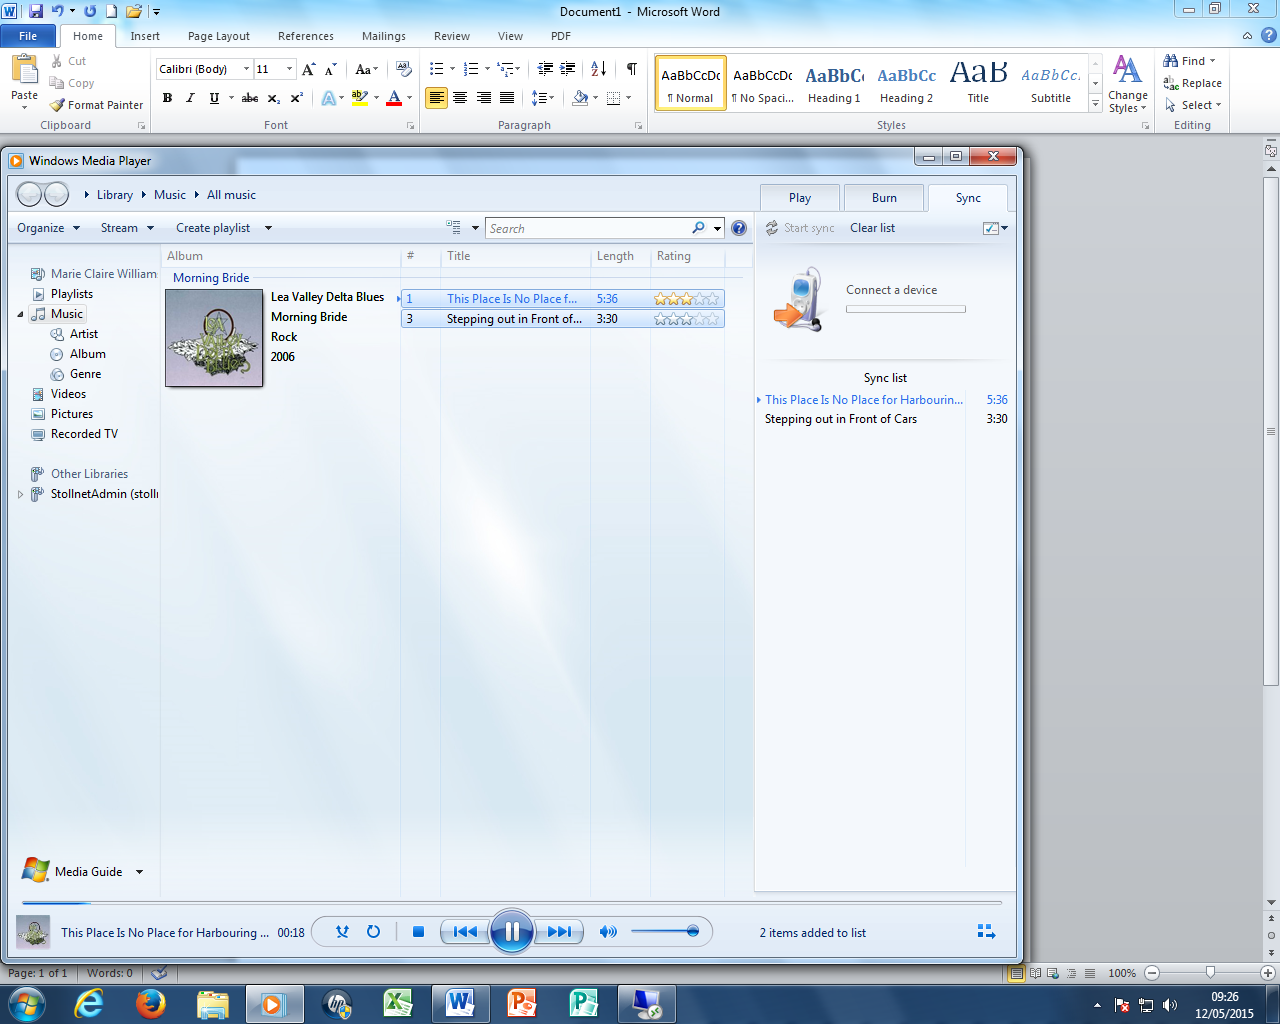 Document1 - Microsoft Word
File Home Insert Page Layout References Mailings Review View PDF
Paste
Cut
Copy
Format Painter
Clipboard
Calibri (Body) 11
Font
Paragraph
AaBbCcDc AaBbCcDc AaBbC AaBbCc AaB AaBbCc.
¶ Normal ¶ No Spaci... Heading 1 Heading 2 Title Subtitle
Change Styles
Styles
Find
Replace
Select
Editing
Windows Media Player
Library Music All music
Play Burn Sync
Organize Stream Create playlist Search
Start sync Clear list
Album # Title Length Rating
Marie Claire William
Playlists
Music
Artist
Album
Genre
Videos
Pictures
Recorded TV
Other Libraries
StollnetAdmin (stolln
Morning Bride
Lea Valley Delta Blues
Morning Bride
Rock
2006
1 This Place Is No Place f... 5:36
3 Stepping out in Front of... 3:30
Connect a device
Sync list
This Place Is No Place for Harbourin... 5:36
Stepping out in Front of Cars 3:30
Media Guide
This Place Is No Place for Harbouring ... 00:18
2 items added to list
Page: 1 of 1 Words: 0
100%
09:26
12/05/2015